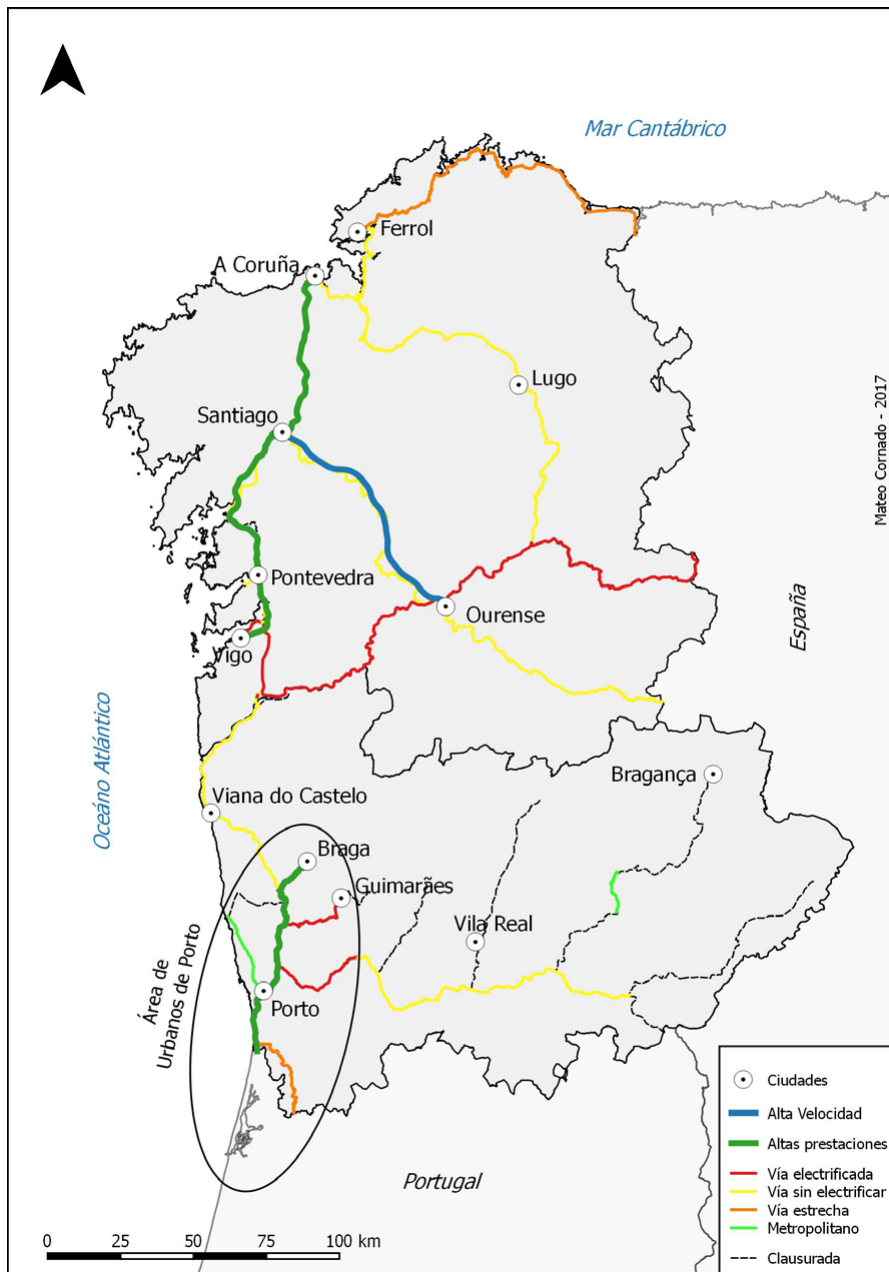 Mar Cantábrico
Ferrol
A Coruña
Lugo
Mateo Cornado - 2017
Santiago
Pontevedra
Ourense
España
Vigo
Océano Atlántico
Bragança
Viana do Castelo
Braga
Guimarães
Vila Real
Área de
Urbanos de Porto
Porto
Ciudades
Alta Velocidad
Altas prestaciones
Vía electrificada
Vía sin electrificar
Vía estrecha
Metropolitano
Clausurada
Portugal
0 25 50 75 100 km